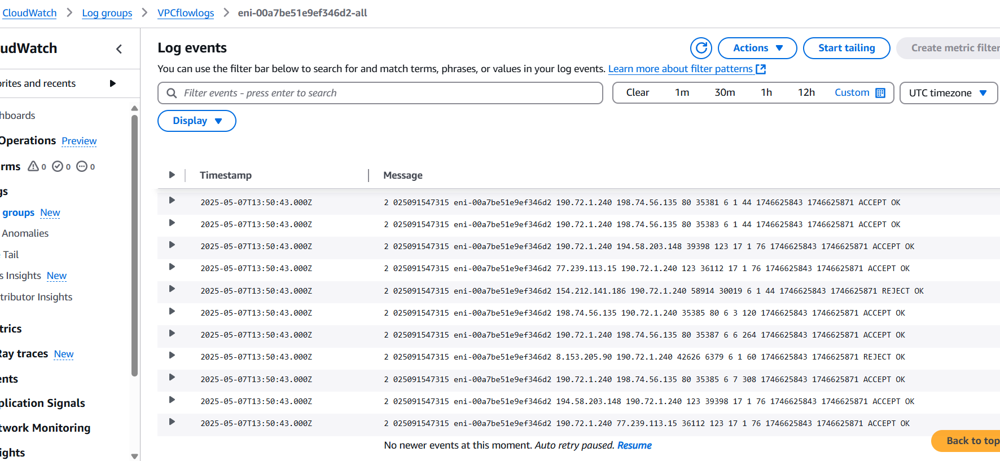 CloudWatch > Log groups > VPCflowlogs > eni-00a7be51e9ef346d2-all
udWatch
rites and recents
hboards
Operations Preview
rms 0 0 0
gs
groups New
Anomalies
Tail
s Insights New
tributor Insights
trics
Ray traces New
ents
plication Signals
twork Monitoring
ights
Log events
Actions
Start tailing
Create metric filter
You can use the filter bar below to search for and match terms, phrases, or values in your log events. Learn more about filter patterns
Filter events - press enter to search
Clear 1m 30m 1h 12h Custom
UTC timezone
Display
Timestamp Message
2025-05-07T13:50:43.000Z 2 025091547315 eni-00a7be51e9ef346d2 190.72.1.240 198.74.56.135 80 35381 6 1 44 1746625843 1746625871 ACCEPT OK
2025-05-07T13:50:43.000Z 2 025091547315 eni-00a7be51e9ef346d2 190.72.1.240 198.74.56.135 80 35383 6 1 44 1746625843 1746625871 ACCEPT OK
2025-05-07T13:50:43.000Z 2 025091547315 eni-00a7be51e9ef346d2 190.72.1.240 194.58.203.148 39398 123 17 1 76 1746625843 1746625871 ACCEPT OK
2025-05-07T13:50:43.000Z 2 025091547315 eni-00a7be51e9ef346d2 77.239.113.15 190.72.1.240 123 36112 17 1 76 1746625843 1746625871 ACCEPT OK
2025-05-07T13:50:43.000Z 2 025091547315 eni-00a7be51e9ef346d2 154.212.141.186 190.72.1.240 58914 30019 6 1 44 1746625843 1746625871 REJECT OK
2025-05-07T13:50:43.000Z 2 025091547315 eni-00a7be51e9ef346d2 198.74.56.135 190.72.1.240 35385 80 6 3 120 1746625843 1746625871 ACCEPT OK
2025-05-07T13:50:43.000Z 2 025091547315 eni-00a7be51e9ef346d2 190.72.1.240 198.74.56.135 80 35387 6 6 264 1746625843 1746625871 ACCEPT OK
2025-05-07T13:50:43.000Z 2 025091547315 eni-00a7be51e9ef346d2 8.153.205.90 190.72.1.240 42626 6379 6 1 60 1746625843 1746625871 REJECT OK
2025-05-07T13:50:43.000Z 2 025091547315 eni-00a7be51e9ef346d2 190.72.1.240 198.74.56.135 80 35385 6 7 308 1746625843 1746625871 ACCEPT OK
2025-05-07T13:50:43.000Z 2 025091547315 eni-00a7be51e9ef346d2 194.58.203.148 190.72.1.240 123 39398 17 1 76 1746625843 1746625871 ACCEPT OK
2025-05-07T13:50:43.000Z 2 025091547315 eni-00a7be51e9ef346d2 190.72.1.240 77.239.113.15 36112 123 17 1 76 1746625843 1746625871 ACCEPT OK
No newer events at this moment. Auto retry paused. Resume
Back to top